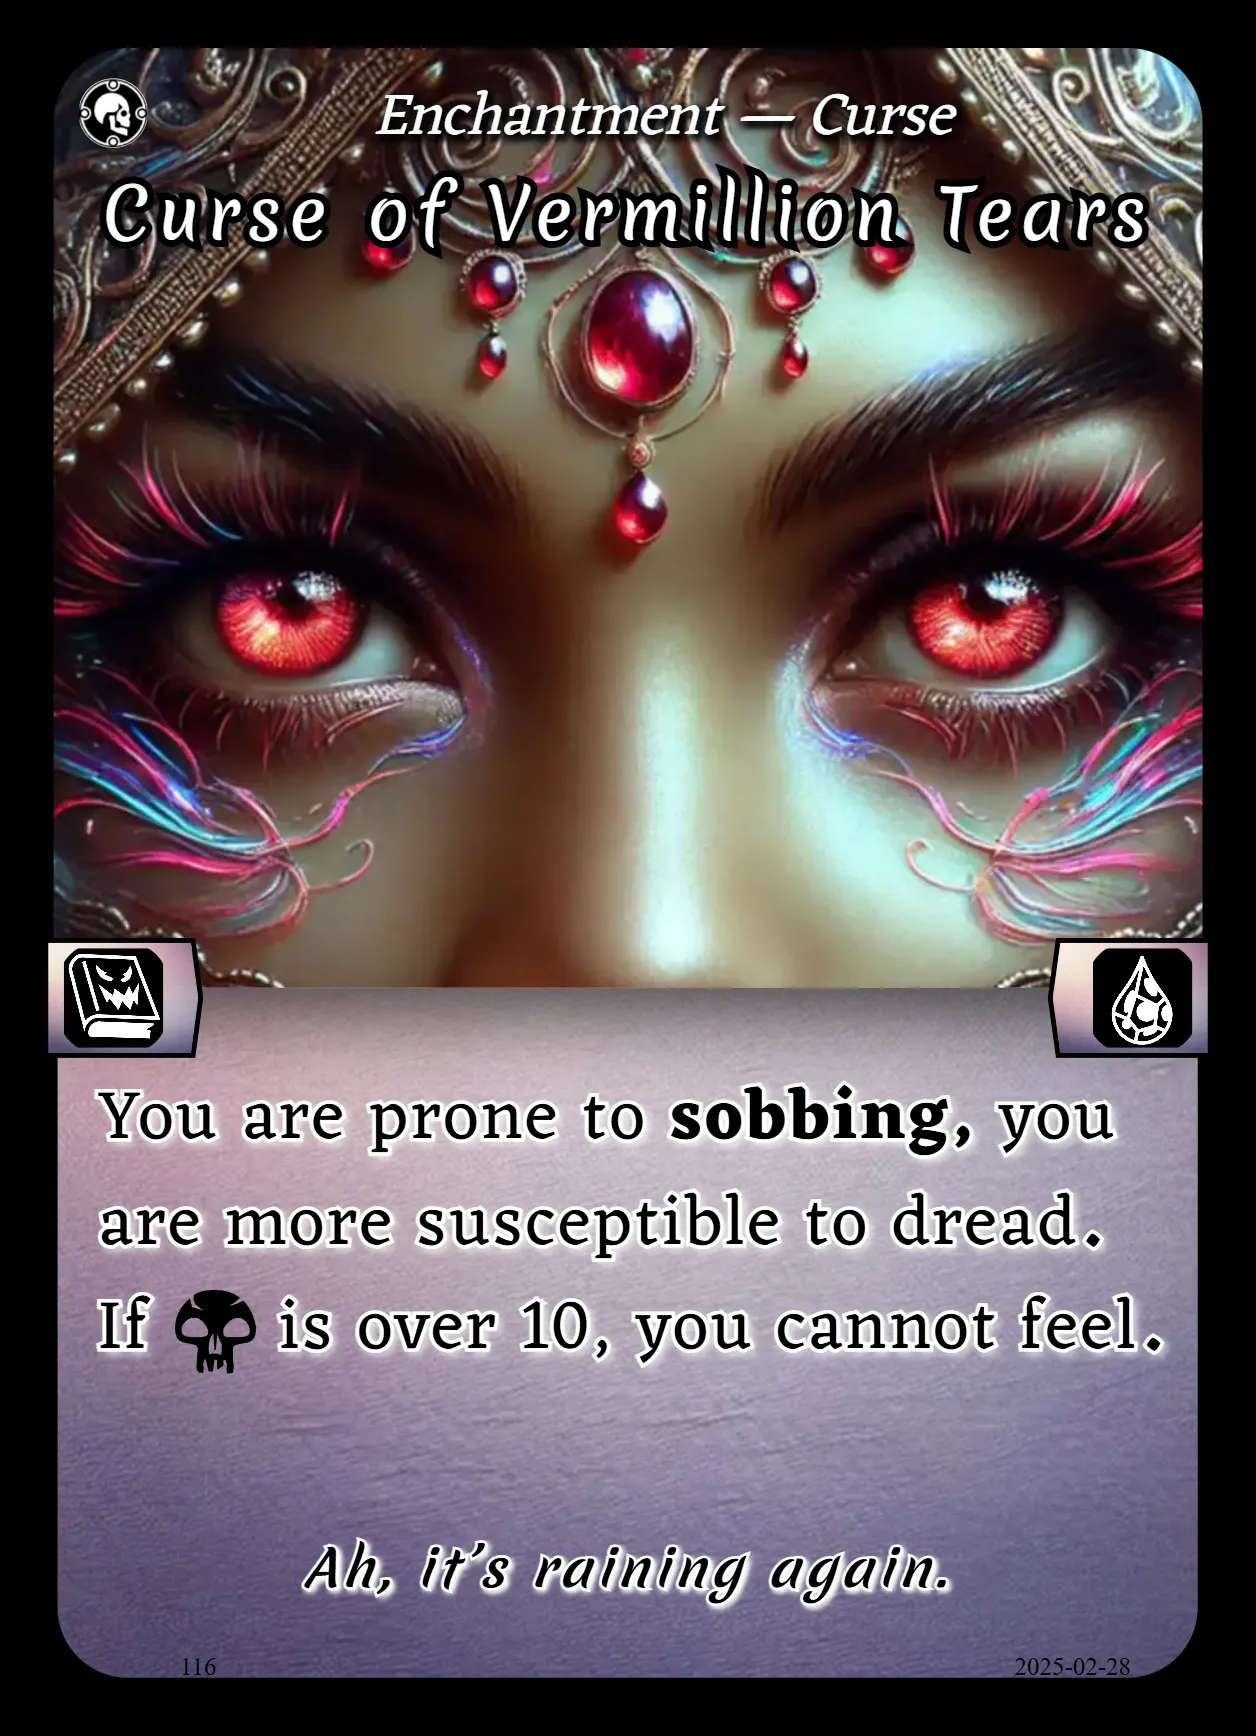 Enchantment — Curse
Curse of Vermillion Tears
You are prone to sobbing, you
are more susceptible to dread.
If is over 10, you cannot feel.
Ah, it's raining again.
116
2025-02-28